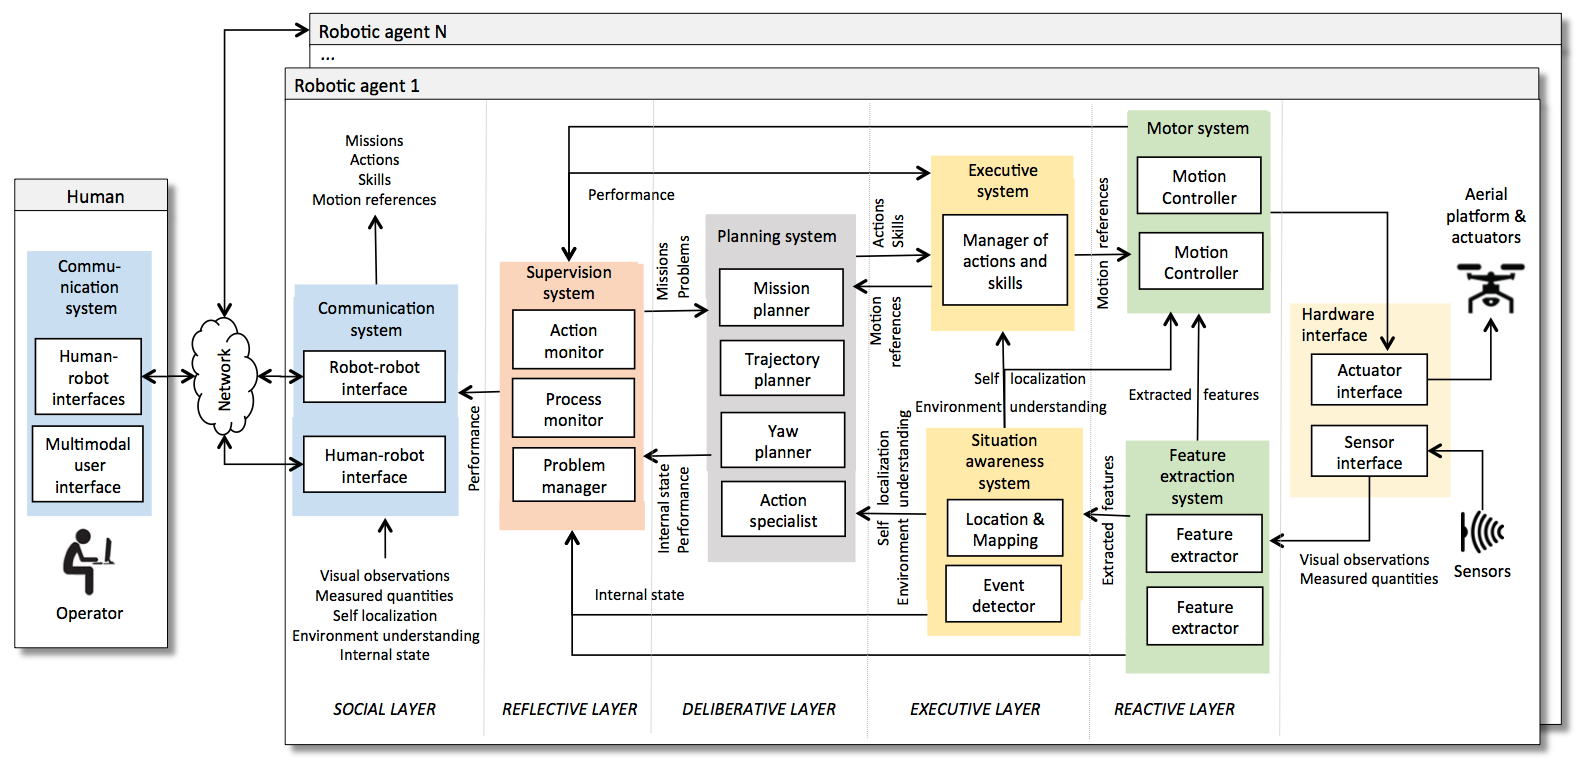 Robotic agent N
...
Robotic agent 1
Human
Commu-
nication
system
Human-
robot
interfaces
Multimodal
user
interface
Operator
Network
Missions
Actions
Skills
Motion references
Communication
system
Robot-robot
interface
Human-robot
interface
Visual observations
Measured quantities
Self localization
Environment understanding
Internal state
SOCIAL LAYER
Performance
Performance
Supervision
system
Action
monitor
Process
monitor
Problem
manager
Internal state
REFLECTIVE LAYER
Missions
Problems
Internal state
Performance
Planning system
Mission
planner
Trajectory
planner
Yaw
planner
Action
specialist
DELIBERATIVE LAYER
Actions
Skills
Motion
references
Self localization
Environment understanding
Executive
system
Manager of
actions and
skills
Self localization
Environment understanding
Situation
awareness
system
Location &
Mapping
Event
detector
EXECUTIVE LAYER
Motion references
Extracted features
Motor system
Motion
Controller
Motion
Controller
Extracted features
Feature
extraction
system
Feature
extractor
Feature
extractor
REACTIVE LAYER
Aerial
platform &
actuators
Hardware
interface
Actuator
interface
Sensor
interface
Visual observations
Measured quantities
Sensors